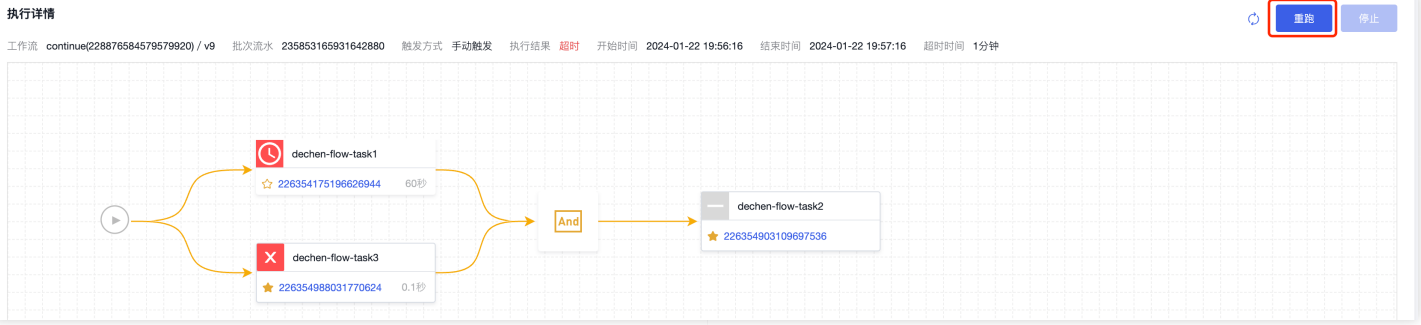 执行详情
重跑
停止
工作流 continue(228876584579579920) / v9 批次流水 235853165931642880 触发方式 手动触发 执行结果 超时 开始时间 2024-01-22 19:56:16 结束时间 2024-01-22 19:57:16 超时时间 1分钟
dechen-flow-task1
226354175196626944 60秒
And
dechen-flow-task2
226354903109697536
dechen-flow-task3
226354988031770624 0.1秒